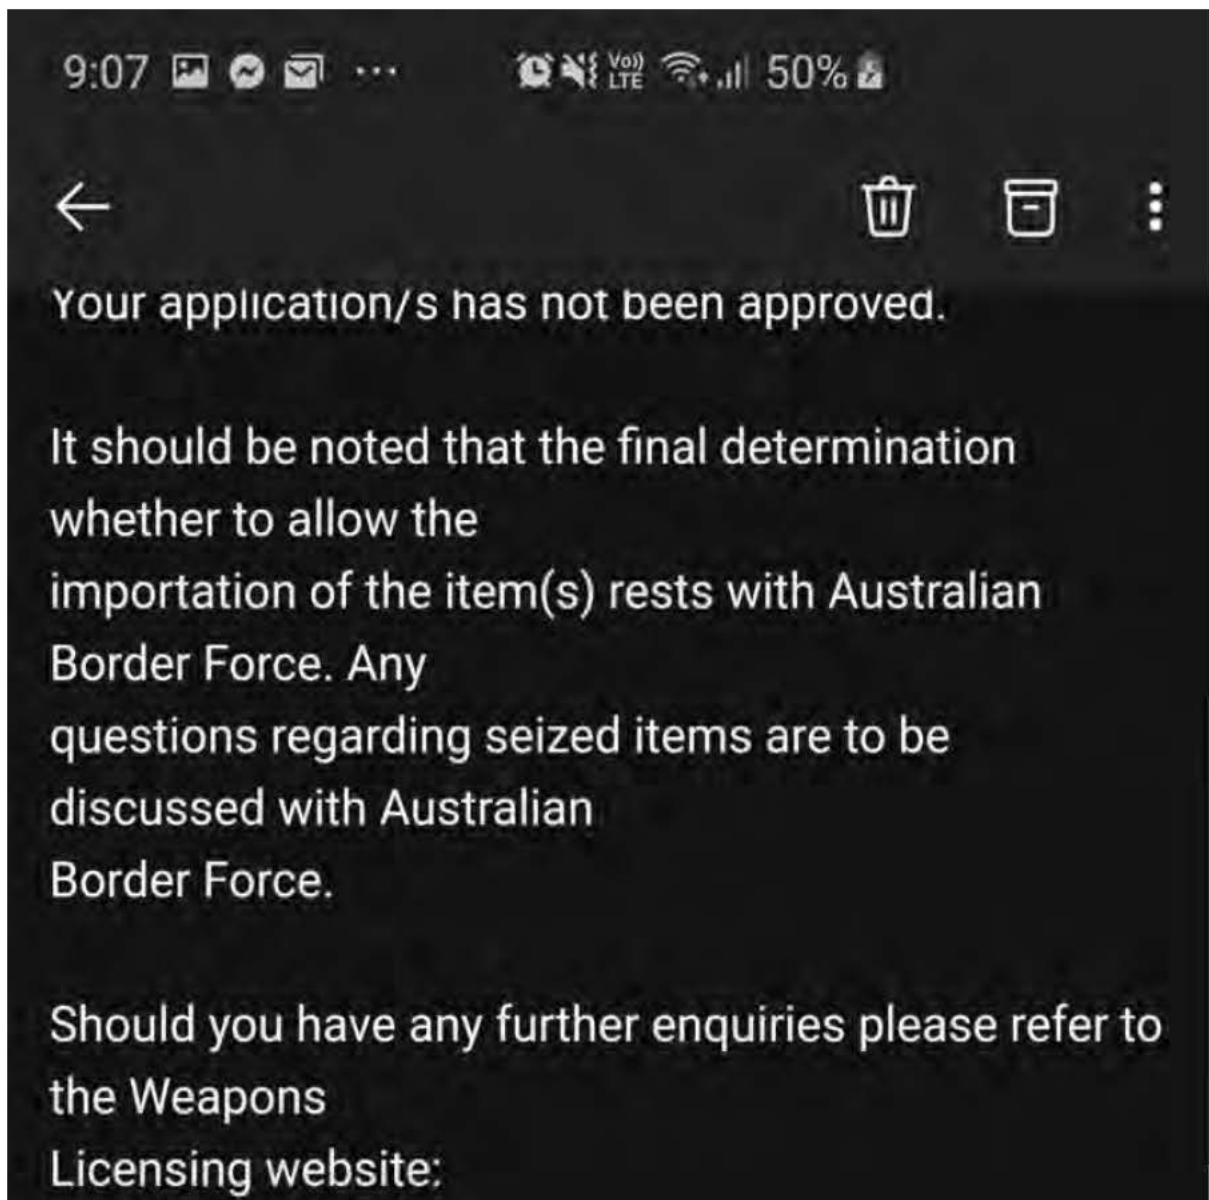 9:07 ... Vo)) LTE 50%
Your application/s has not been approved.
It should be noted that the final determination
whether to allow the
importation of the item(s) rests with Australian
Border Force. Any
questions regarding seized items are to be
discussed with Australian
Border Force.
Should you have any further enquiries please refer to
the Weapons
Licensing website: